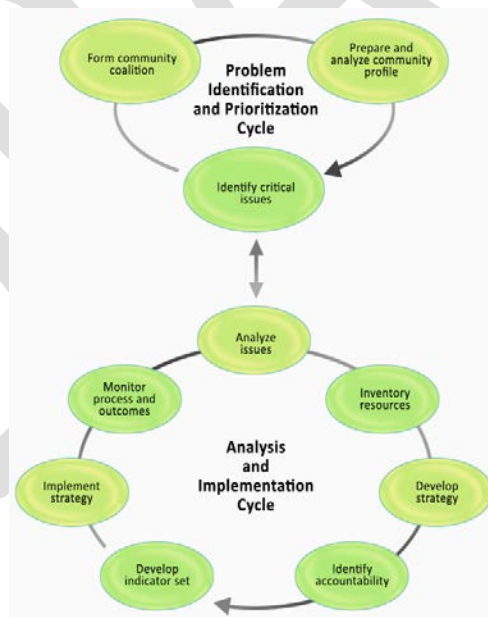 Form community
coalition
Prepare and
analyze community
profile
Problem
Identification
and Prioritization
Cycle
Identify critical
issues
Analyze
issues
Monitor
process and
outcomes
Inventory
resources
Analysis
and
Implementation
Cycle
Implement
strategy
Develop
strategy
Develop
indicator set
Identify
accountability